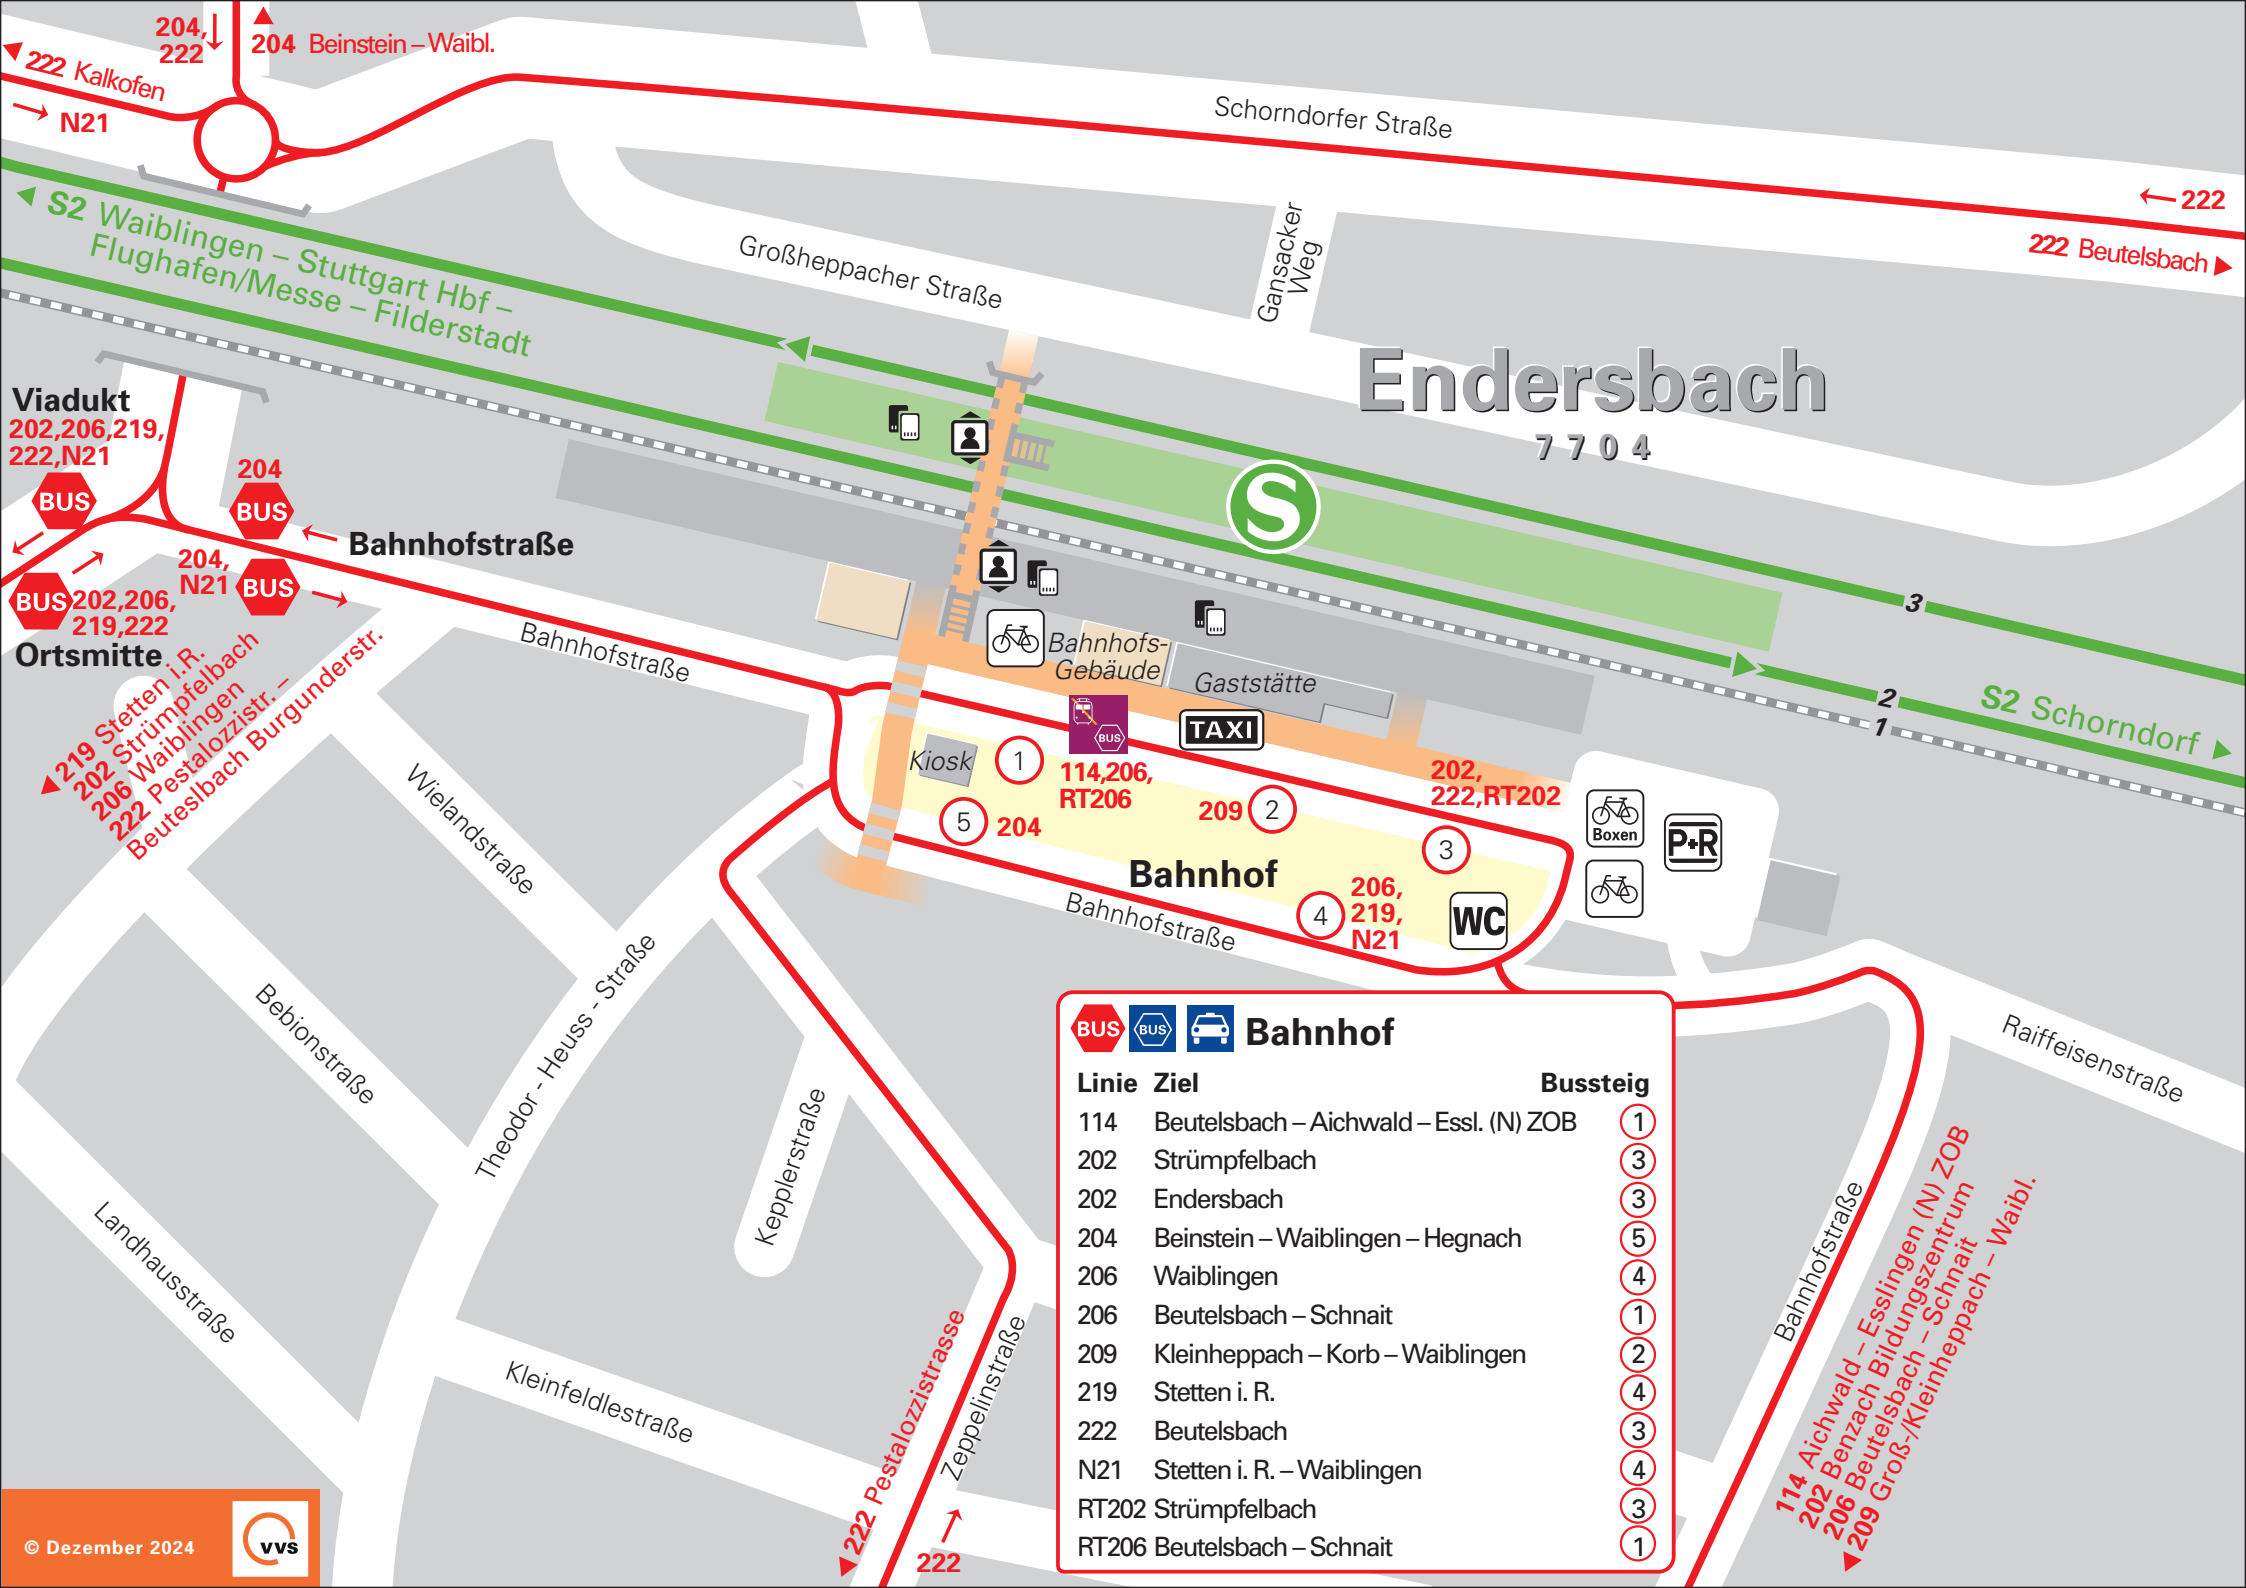 204,
222
204 Beinstein – Waibl.
222 Kalkofen
N21
Schorndorfer Straße
222
222 Beutelsbach
S2 Waiblingen – Stuttgart Hbf –
Flughafen/Messe – Filderstadt
Großheppacher Straße
Gansacker
Weg
Endersbach
7704
S
Viadukt
202,206,219,
222,N21
BUS
204
BUS
Bahnhofstraße
204,
N21
BUS
BUS
202,206,
219,222
Ortsmitte
219 Stetten i.R.
202 Strümpfelbach
206 Waiblingen
222 Pestalozzistr. –
Beuteslbach Burgunderstr.
Bahnhofstraße
Bahnhofs-
Gebäude
Gaststätte
3
2
1
S2 Schorndorf
BUS
TAXI
Kiosk
1
114,206,
RT206
209
2
202,
222,RT202
3
5
204
Bahnhof
4
206,
219,
N21
WC
Boxen
P+R
Bahnhofstraße
Wielandstraße
Bebionstraße
Theodor - Heuss - Straße
Kepplerstraße
Landhausstraße
Kleinfeldlestraße
222 Pestalozzistrasse
Zeppelinstraße
222
Raiffeisenstraße
Bahnhofstraße
114 Aichwald – Esslingen (N) ZOB
202 Benzach Bildungszentrum
206 Beutelsbach – Schnait
209 Groß-/Kleinheppach – Waibl.
BUS BUS Bahnhof
Linie Ziel Bussteig
114 Beutelsbach – Aichwald – Essl. (N) ZOB 1
202 Strümpfelbach 3
202 Endersbach 3
204 Beinstein – Waiblingen – Hegnach 5
206 Waiblingen 4
206 Beutelsbach – Schnait 1
209 Kleinheppach – Korb – Waiblingen 2
219 Stetten i. R. 4
222 Beutelsbach 3
N21 Stetten i. R. – Waiblingen 4
RT202 Strümpfelbach 3
RT206 Beutelsbach – Schnait 1
© Dezember 2024
vvs